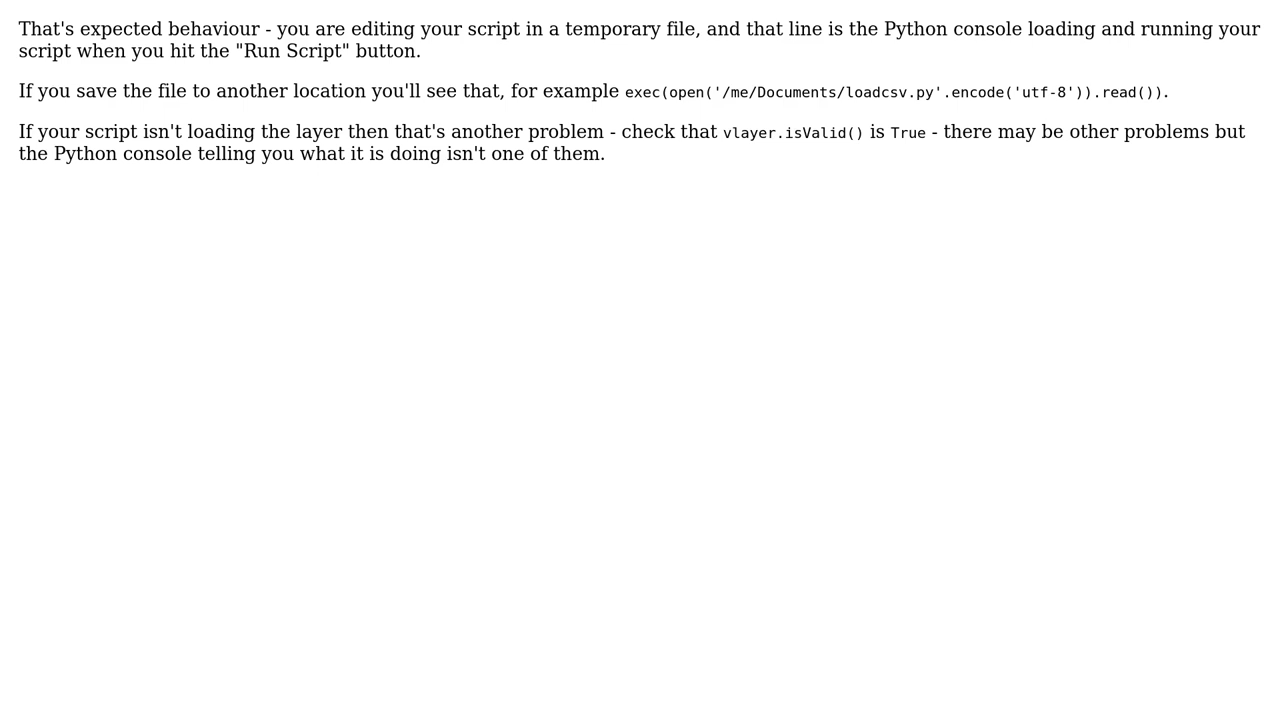 That's expected behaviour - you are editing your script in a temporary file, and that line is the Python console loading and running your
script when you hit the "Run Script" button.
If you save the file to another location you'll see that, for example exec(open('/me/Documents/loadcsv.py'.encode('utf-8')).read()).
If your script isn't loading the layer then that's another problem - check that vlayer.isValid() is True - there may be other problems but
the Python console telling you what it is doing isn't one of them.